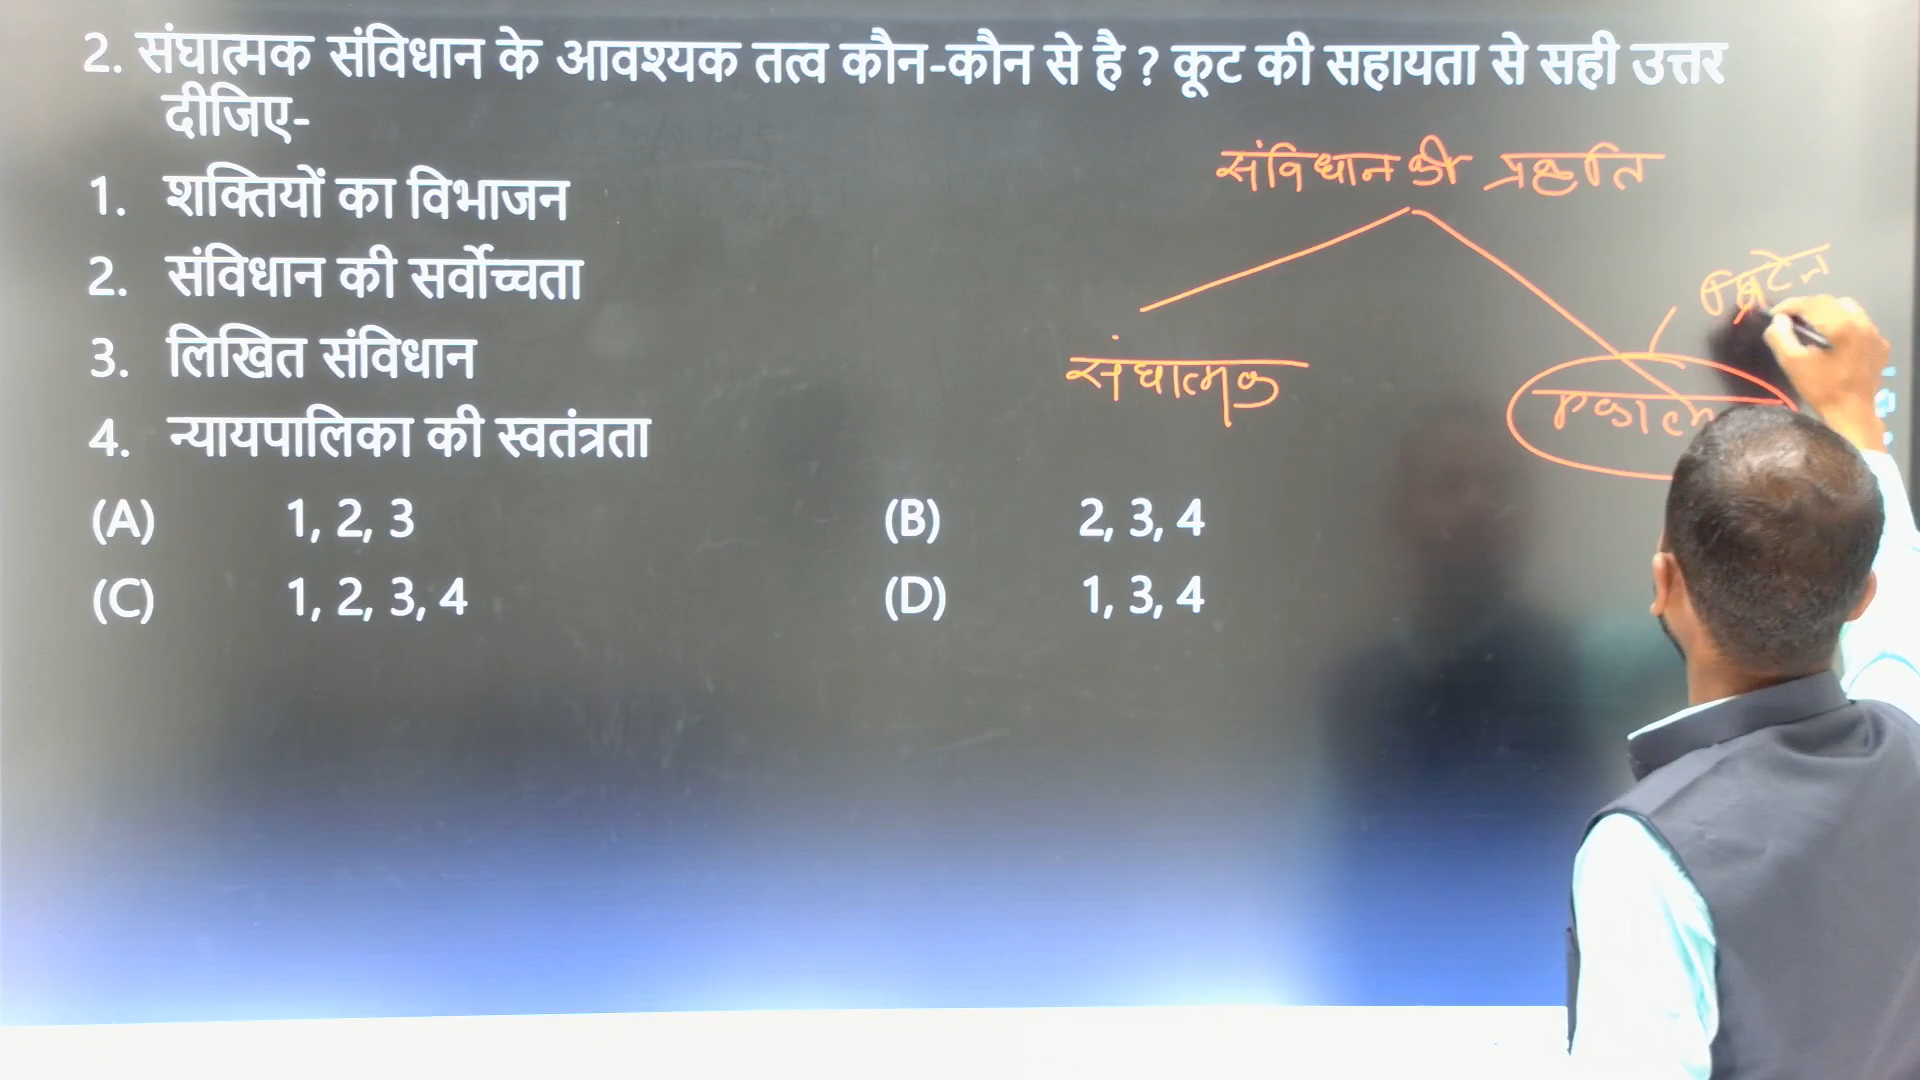 2. संघात्मक संविधान के आवश्यक तत्व कौन-कौन से है ? कूट की सहायता से सही उत्तर
दीजिए-
संविधान की प्रकृति
1. शक्तियों का विभाजन
2. संविधान की सर्वोच्चता
ब्रिटेन
3. लिखित संविधान
संघात्मक
4. न्यायपालिका की स्वतंत्रता
(A) 1, 2, 3 (B) 2, 3, 4
(C) 1, 2, 3, 4 (D) 1, 3, 4